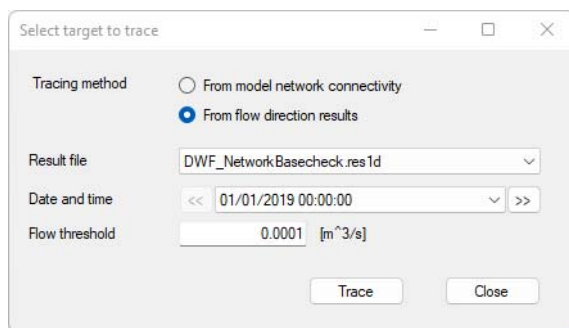 Select target to trace
Tracing method
From model network connectivity
From flow direction results
Result file DWF_NetworkBasecheck.res1d
Date and time << 01/01/2019 00:00:00 >>
Flow threshold 0.0001 [m^3/s]
Trace Close